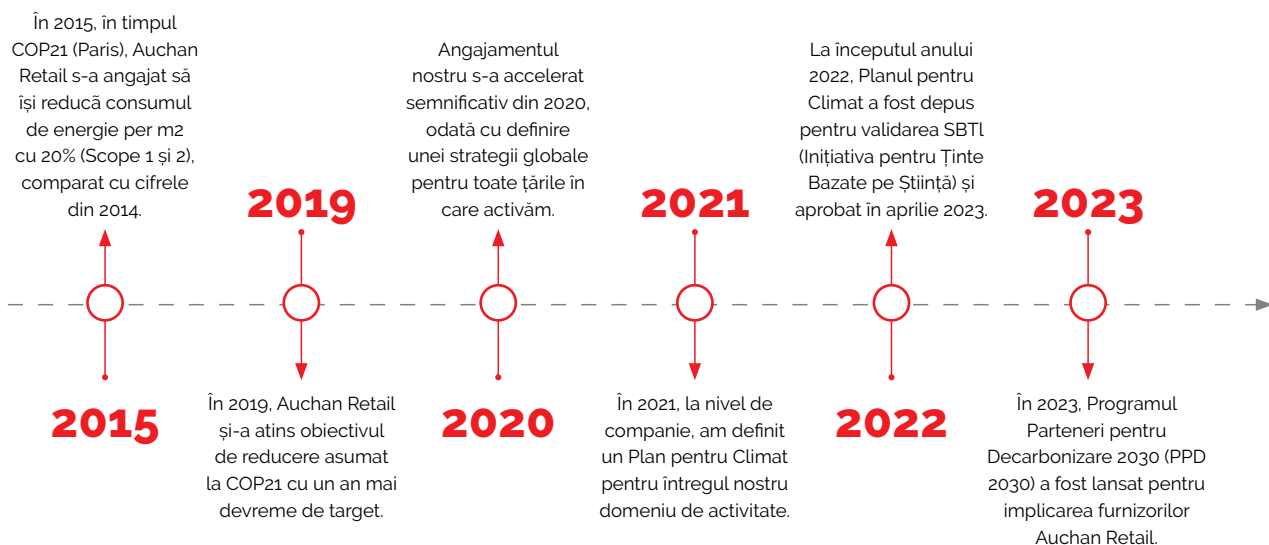 În 2015, în timpul
COP21 (Paris), Auchan
Retail s-a angajat să
își reducã consumul
de energie per m2
cu 20% (Scope 1 și 2),
comparat cu cifrele
din 2014.
2015
2019
În 2019, Auchan Retail
și-a atins obiectivul
de reducere asumat
la COP21 cu un an mai
devreme de target.
Angajamentul
nostru s-a accelerat
semnificativ din 2020,
odată cu definire
unei strategii globale
pentru toate țările în
care activăm.
2020
2021
În 2021, la nivel de
companie, am definit
un Plan pentru Climat
pentru întregul nostru
domeniu de activitate.
La începutul anului
2022, Planul pentru
Climat a fost depus
pentru validarea SBTl
(Inițiativa pentru Ținte
Bazate pe Știință) și
aprobat în aprilie 2023.
2022
2023
În 2023, Programul
Parteneri pentru
Decarbonizare 2030 (PPD
2030) a fost lansat pentru
implicarea furnizorilor
Auchan Retail.